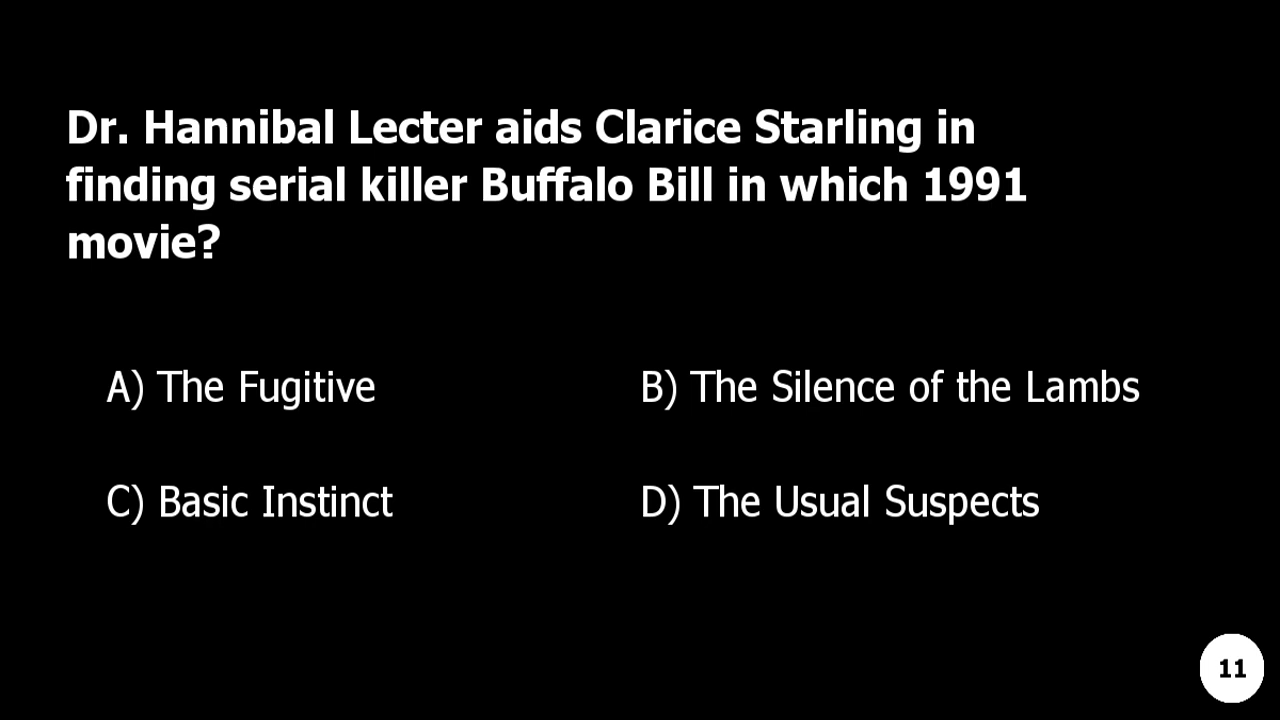 Dr. Hannibal Lecter aids Clarice Starling in
finding serial killer Buffalo Bill in which 1991
movie?
A) The Fugitive
B) The Silence of the Lambs
C) Basic Instinct
D) The Usual Suspects
11